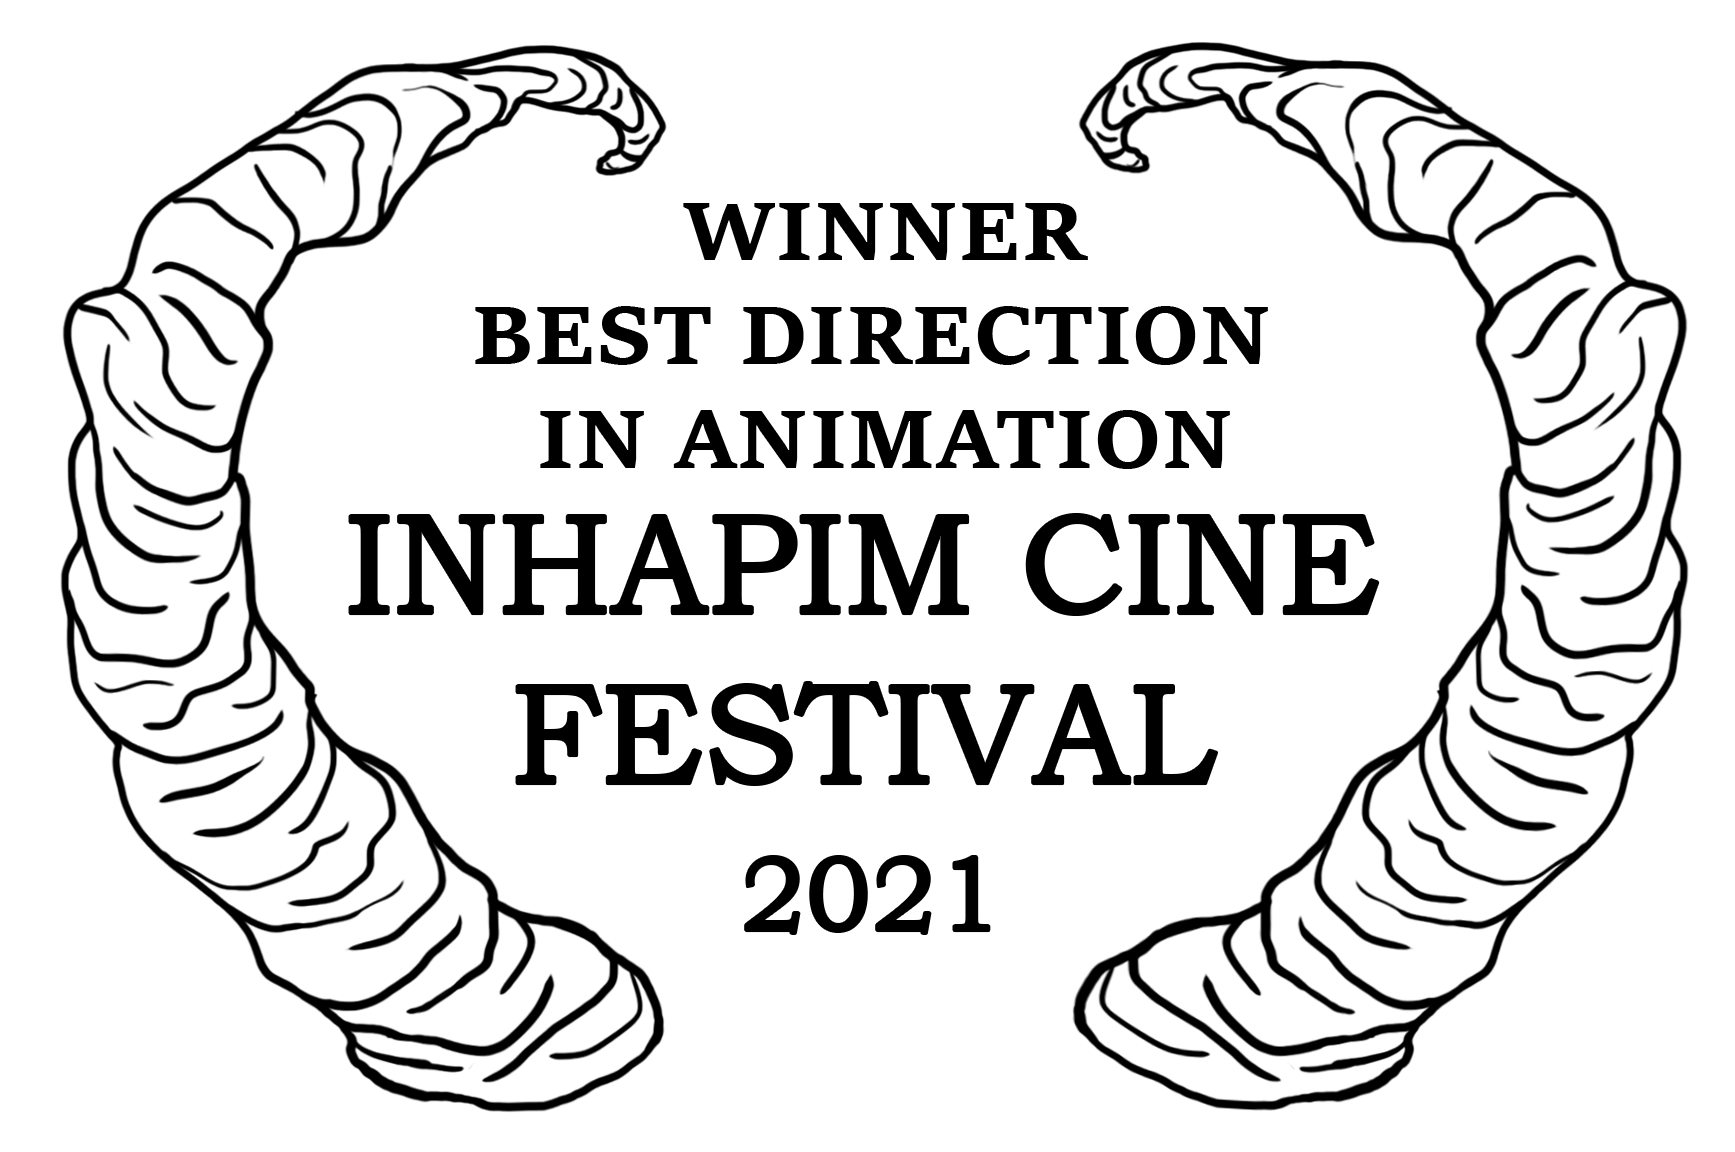 WINNER
BEST DIRECTION
IN ANIMATION
INHAPIM CINE
FESTIVAL
2021